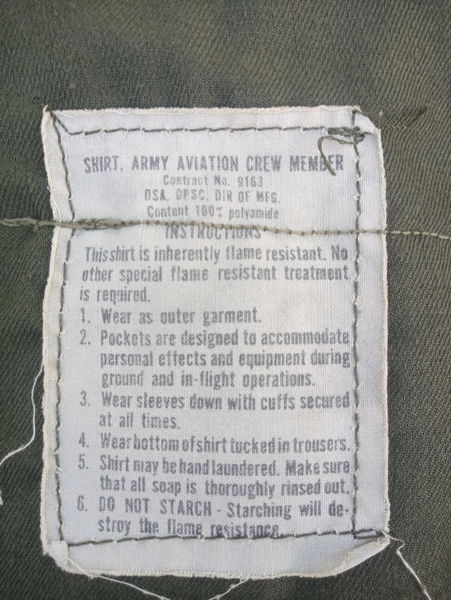 SHIRT, ARMY AVIATION CREW MEMBER
Contract No. 9163
DSA, DPSC, DIR OF MFG.
Content 100% polyamide
INSTRUCTIONS
This shirt is inherently flame resistant. No
other special flame resistant treatment
is required.
1. Wear as outer garment.
2. Pockets are designed to accommodate
personal effects and equipment during
ground and in-flight operations.
3. Wear sleeves down with cuffs secured
at all times.
4. Wear bottom of shirt tucked in trousers.
5. Shirt may be hand laundered. Make sure
that all soap is thoroughly rinsed out.
6. DO NOT STARCH - Starching will de-
stroy the flame resistance.